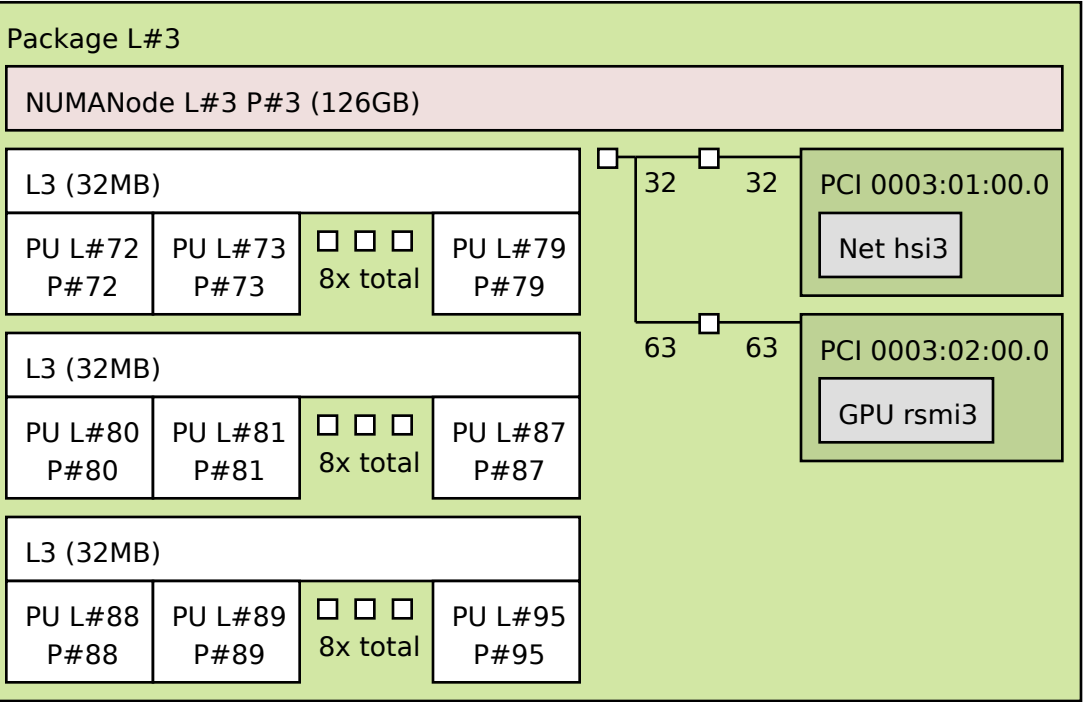 Package L#3
NUMANode L#3 P#3 (126GB)
L3 (32MB)
PU L#72
P#72
PU L#73
P#73
8x total
PU L#79
P#79
L3 (32MB)
PU L#80
P#80
PU L#81
P#81
8x total
PU L#87
P#87
L3 (32MB)
PU L#88
P#88
PU L#89
P#89
8x total
PU L#95
P#95
32
32
PCI 0003:01:00.0
Net hsi3
63
63
PCI 0003:02:00.0
GPU rsmi3